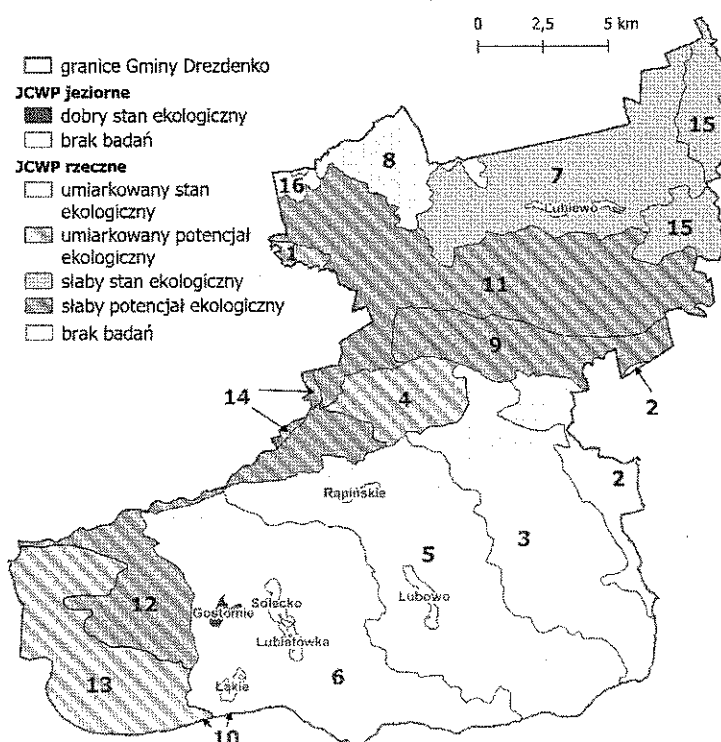 0 2,5 5 km
granice Gminy Drezdenko
JCWP jeziorne
dobry stan ekologiczny
brak badań
JCWP rzeczne
umiarkowany stan
ekologiczny
umiarkowany potencjał
ekologiczny
słaby stan ekologiczny
słaby potencjał ekologiczny
brak badań
15
8
7
16
Lubiewo
15
1
11
9
14
4
2
2
Rąpińskie
3
5
12
Gostomie
Solecko
Lubowo
Lubiatówka
13
Łąkie
6
10